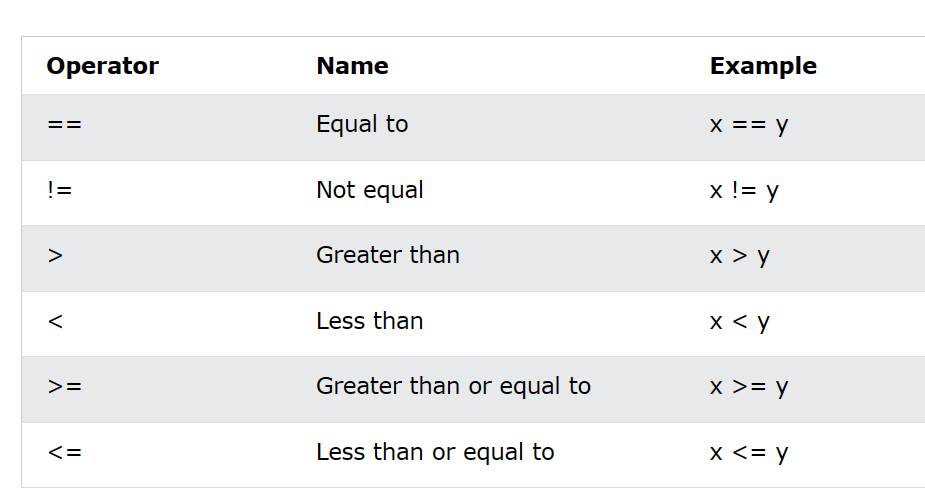 Operator Name Example
== Equal to x == y
!= Not equal x != y
> Greater than x > y
< Less than x < y
>= Greater than or equal to x >= y
<= Less than or equal to x <= y